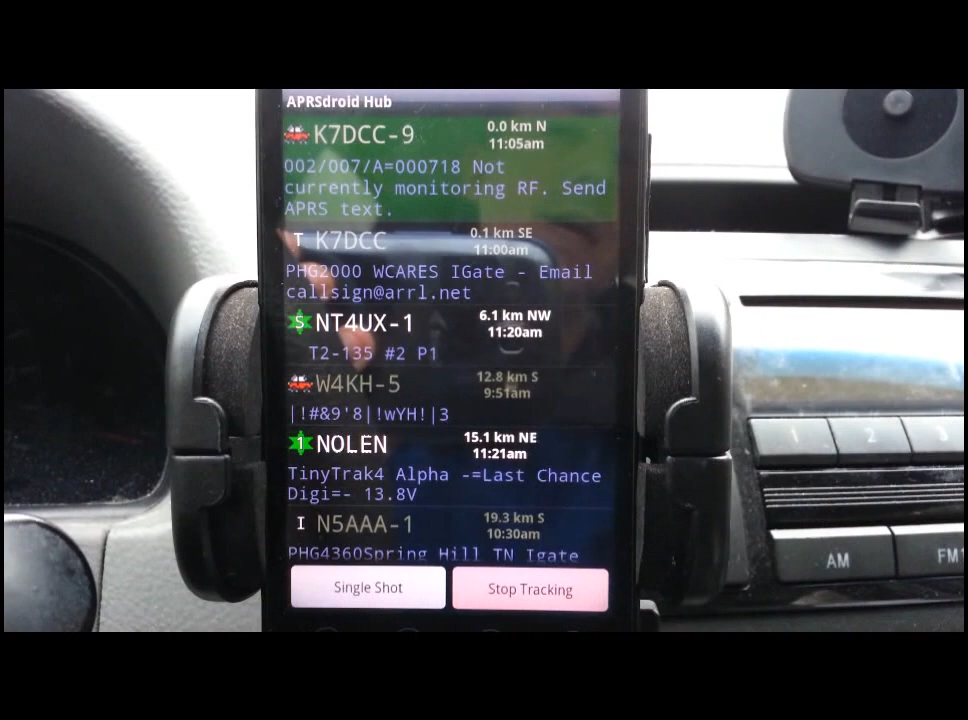 APRSdroid Hub
K7DCC-9 0.0 km N
11:05am
002/007/A=000718 Not
currently monitoring RF. Send
APRS text.
T K7DCC 0.1 km SE
11:00am
PHG2000 WCARES IGate - Email
callsign@arrl.net
S NT4UX-1 6.1 km NW
11:20am
T2-135 #2 P1
W4KH-5 12.8 km S
9:51am
|!#&9'8|!wYH!|3
1 NOLEN 15.1 km NE
11:21am
TinyTrak4 Alpha -=Last Chance
Digi=- 13.8V
I N5AAA-1 19.3 km S
10:30am
PHG4360Spring Hill TN Igate
Single Shot Stop Tracking
1 2 3
AM FM